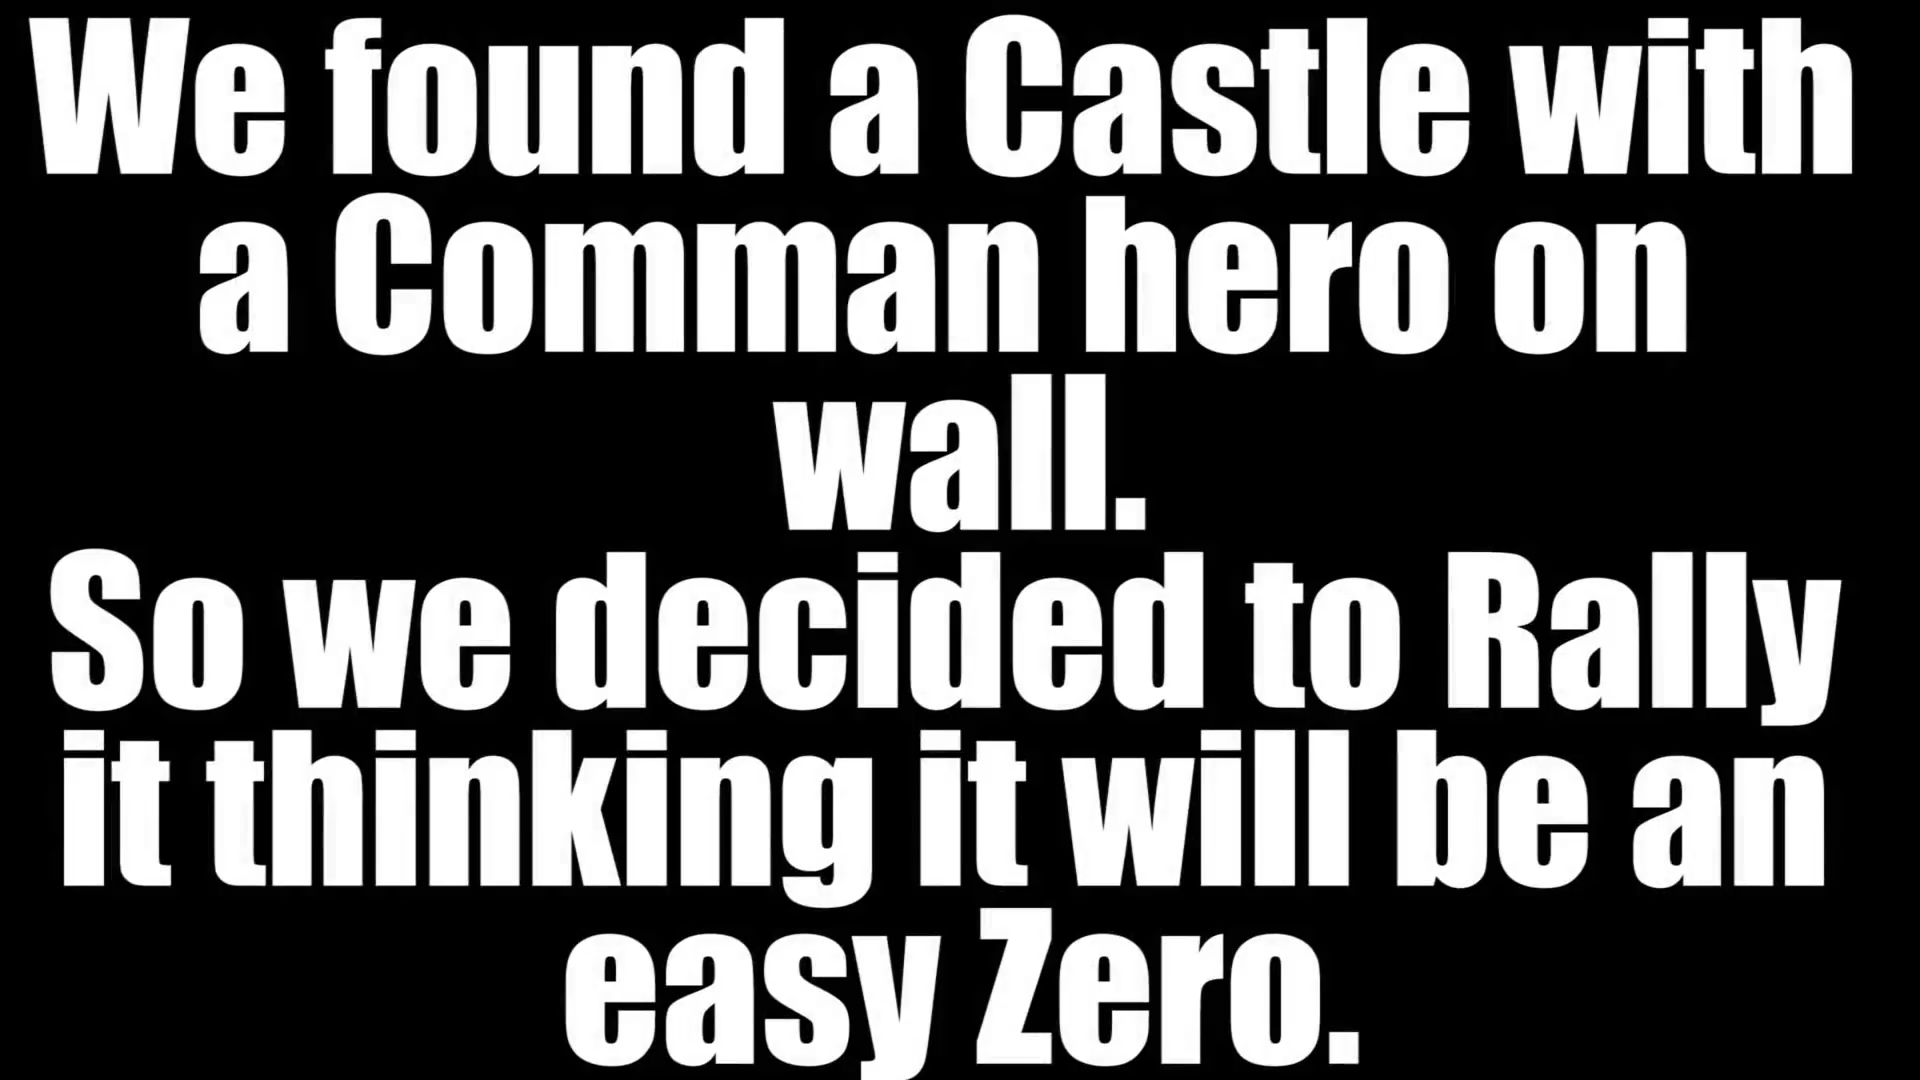 We found a Castle with
a Comman hero on
wall.
So we decided to Rally
it thinking it will be an
easy Zero.